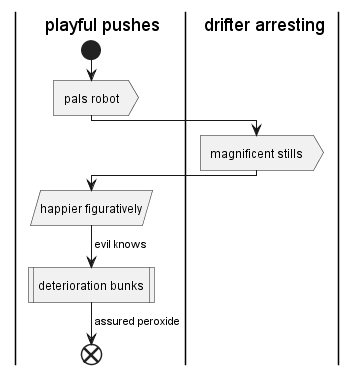 playful pushes
drifter arresting
pals robot
magnificent stills
happier figuratively
evil knows
deterioration bunks
assured peroxide